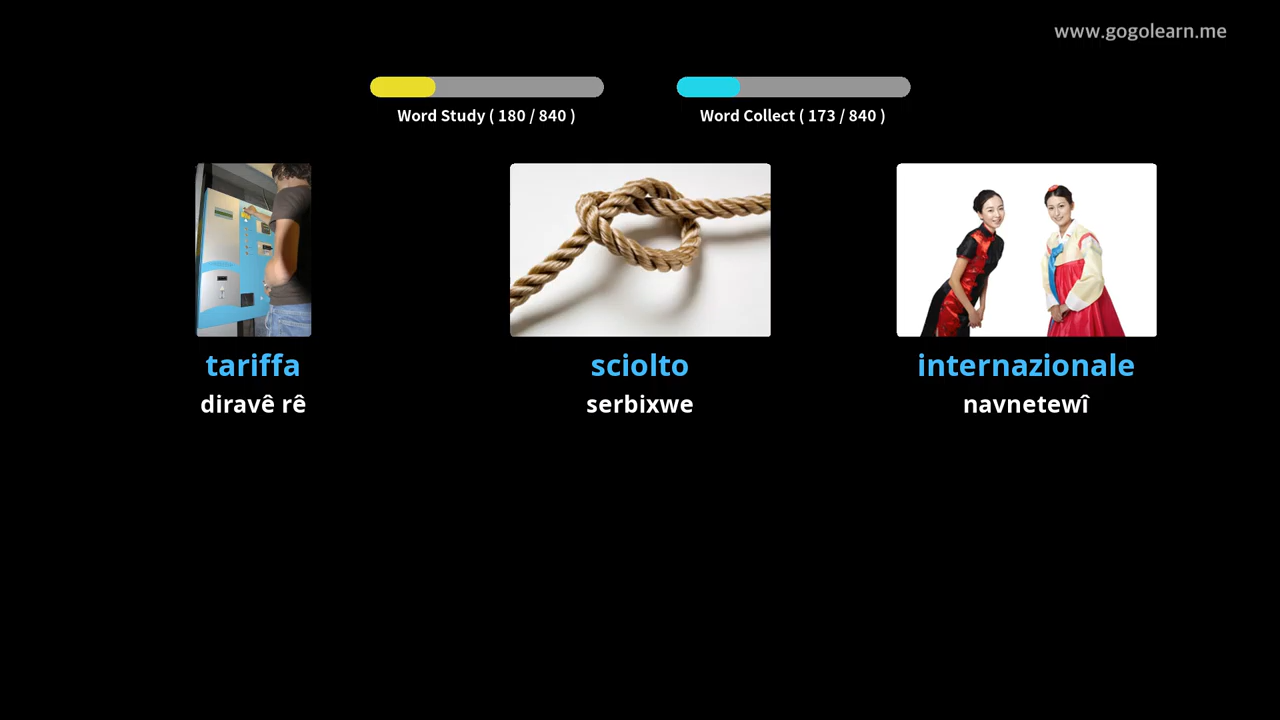 www.gogolearn.me
Word Study ( 180 / 840 )
Word Collect ( 173 / 840 )
tariffa
diravê rê
sciolto
serbixwe
internazionale
navnetewî